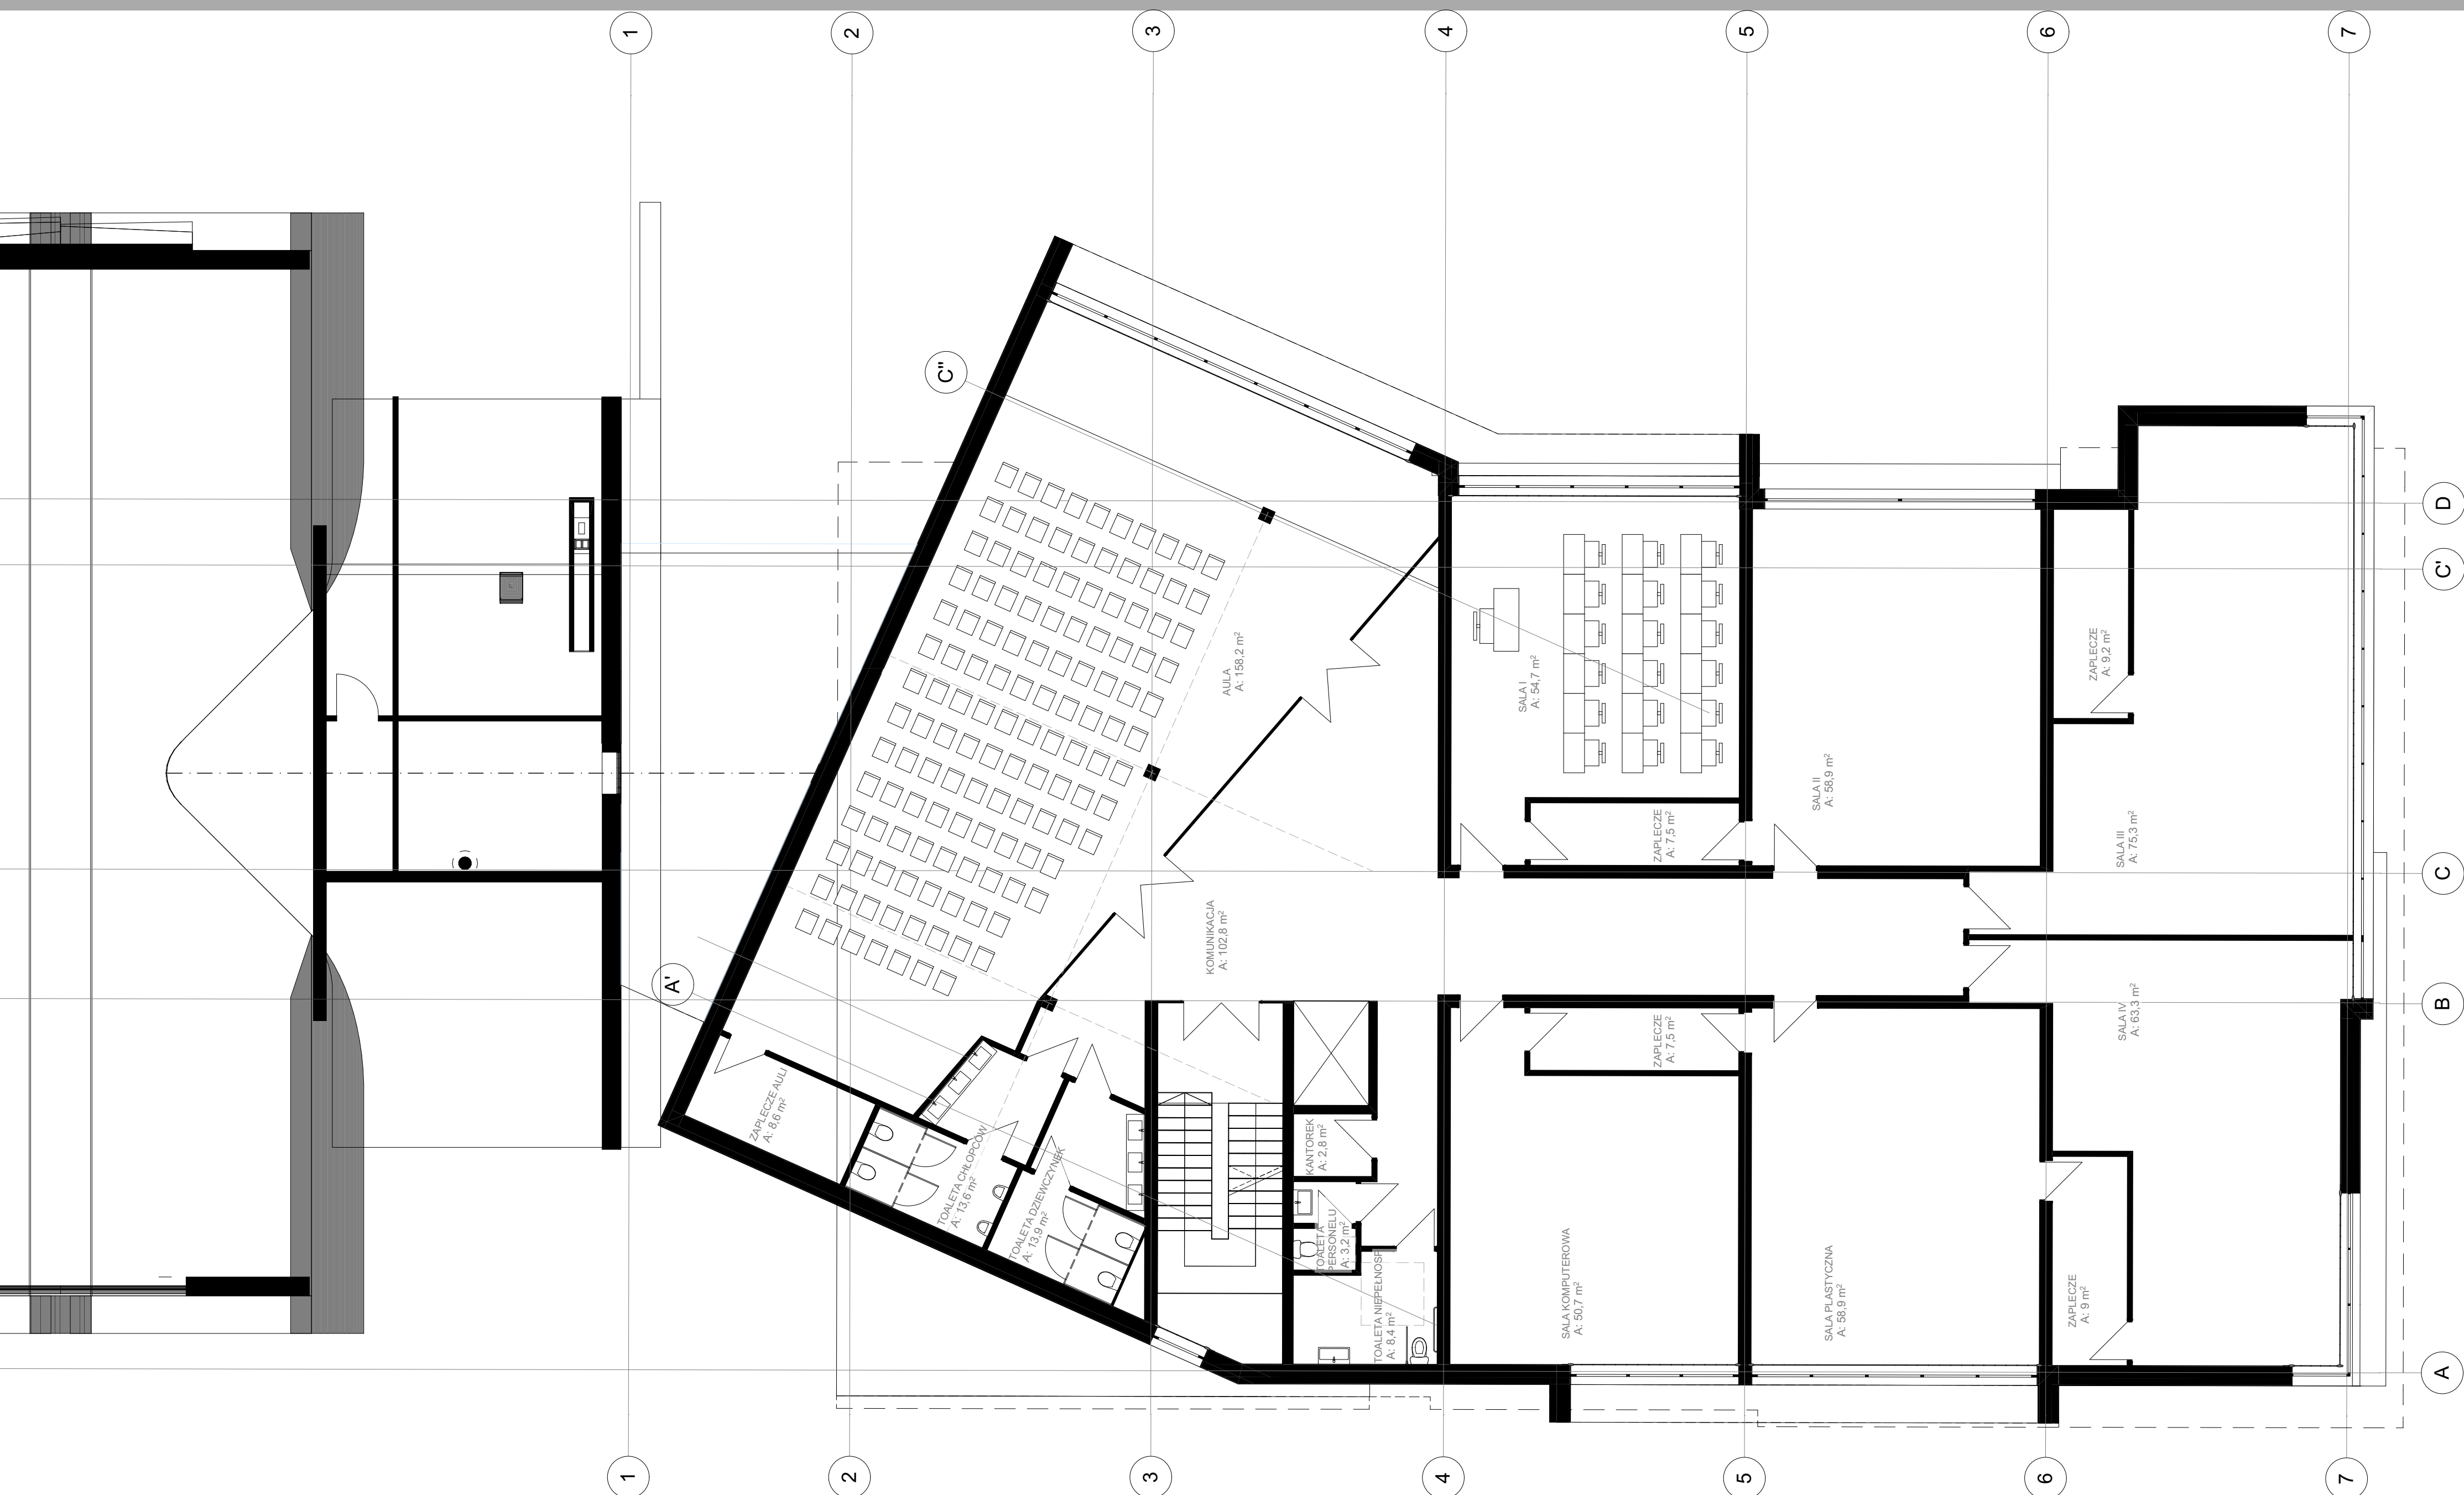 1
2
3
4
5
6
7
C''
D
C'
C
B
A
A'
AULA
A: 158,2 m²
SALA I
A: 54,7 m²
ZAPLECZE
A: 7,5 m²
SALA II
A: 58,9 m²
ZAPLECZE
A: 9,2 m²
SALA III
A: 75,3 m²
KOMUNIKACJA
A: 102,8 m²
ZAPLECZE
A: 7,5 m²
SALA IV
A: 63,3 m²
ZAPLECZE AULI
A: 8,6 m²
TOALETA CHŁOPCÓW
A: 13,6 m²
TOALETA DZIEWCZYNEK
A: 13,9 m²
KANTOREK
A: 2,8 m²
TOALETA
PERSONELU
A: 3,2 m²
TOALETA NIEPEŁNOSP
A: 8,4 m²
SALA KOMPUTEROWA
A: 50,7 m²
SALA PLASTYCZNA
A: 58,9 m²
ZAPLECZE
A: 9 m²
1
2
3
4
5
6
7